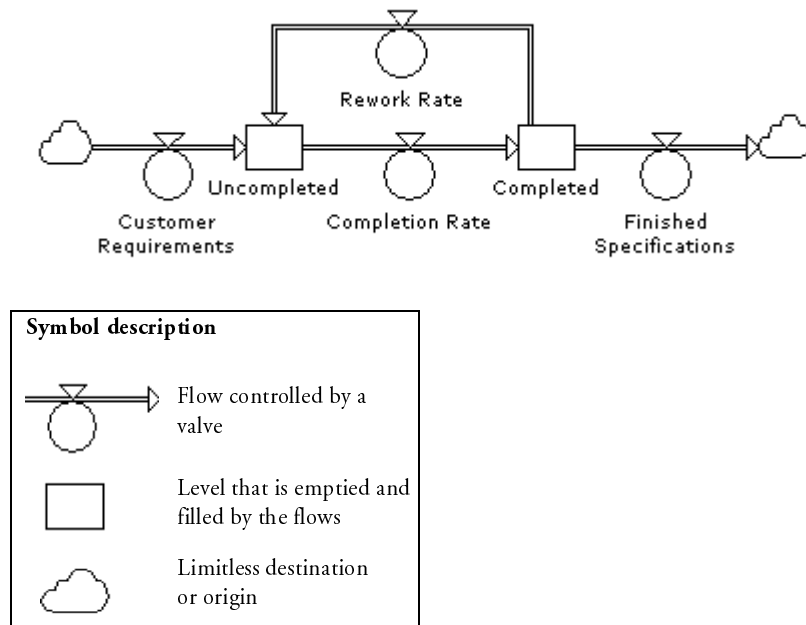 Rework Rate
Uncompleted
Completed
Customer
Requirements
Completion Rate
Finished
Specifications
Symbol description
Flow controlled by a
valve
Level that is emptied and
filled by the flows
Limitless destination
or origin